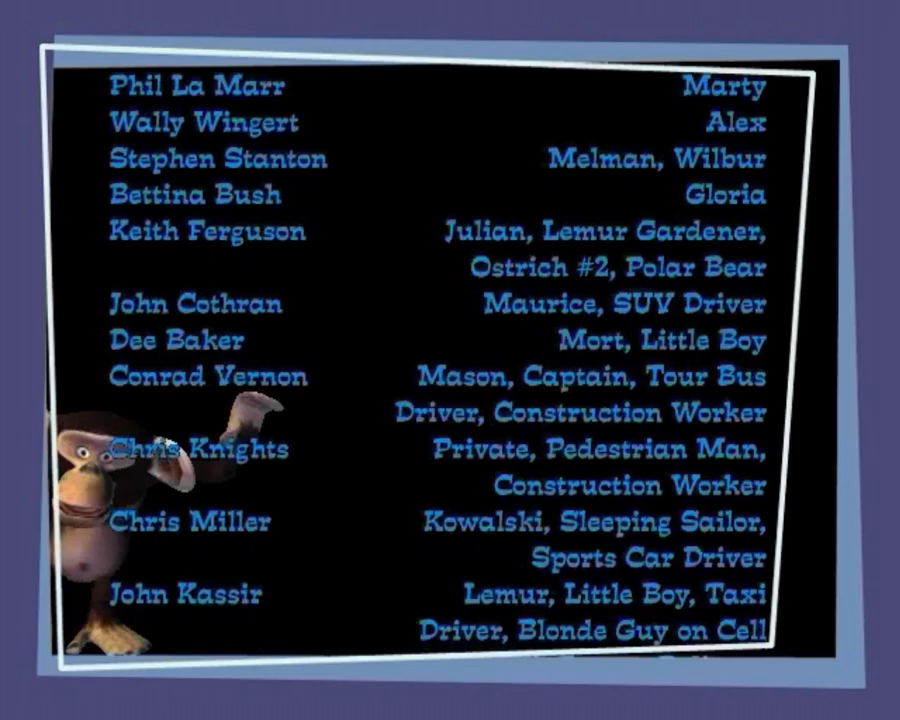 Phil La Marr Marty
Wally Wingert Alex
Stephen Stanton Melman, Wilbur
Bettina Bush Gloria
Keith Ferguson Julian, Lemur Gardener,
Ostrich #2, Polar Bear
John Cothran Maurice, SUV Driver
Dee Baker Mort, Little Boy
Conrad Vernon Mason, Captain, Tour Bus
Driver, Construction Worker
Chris Knights Private, Pedestrian Man,
Construction Worker
Chris Miller Kowalski, Sleeping Sailor,
Sports Car Driver
John Kassir Lemur, Little Boy, Taxi
Driver, Blonde Guy on Cell